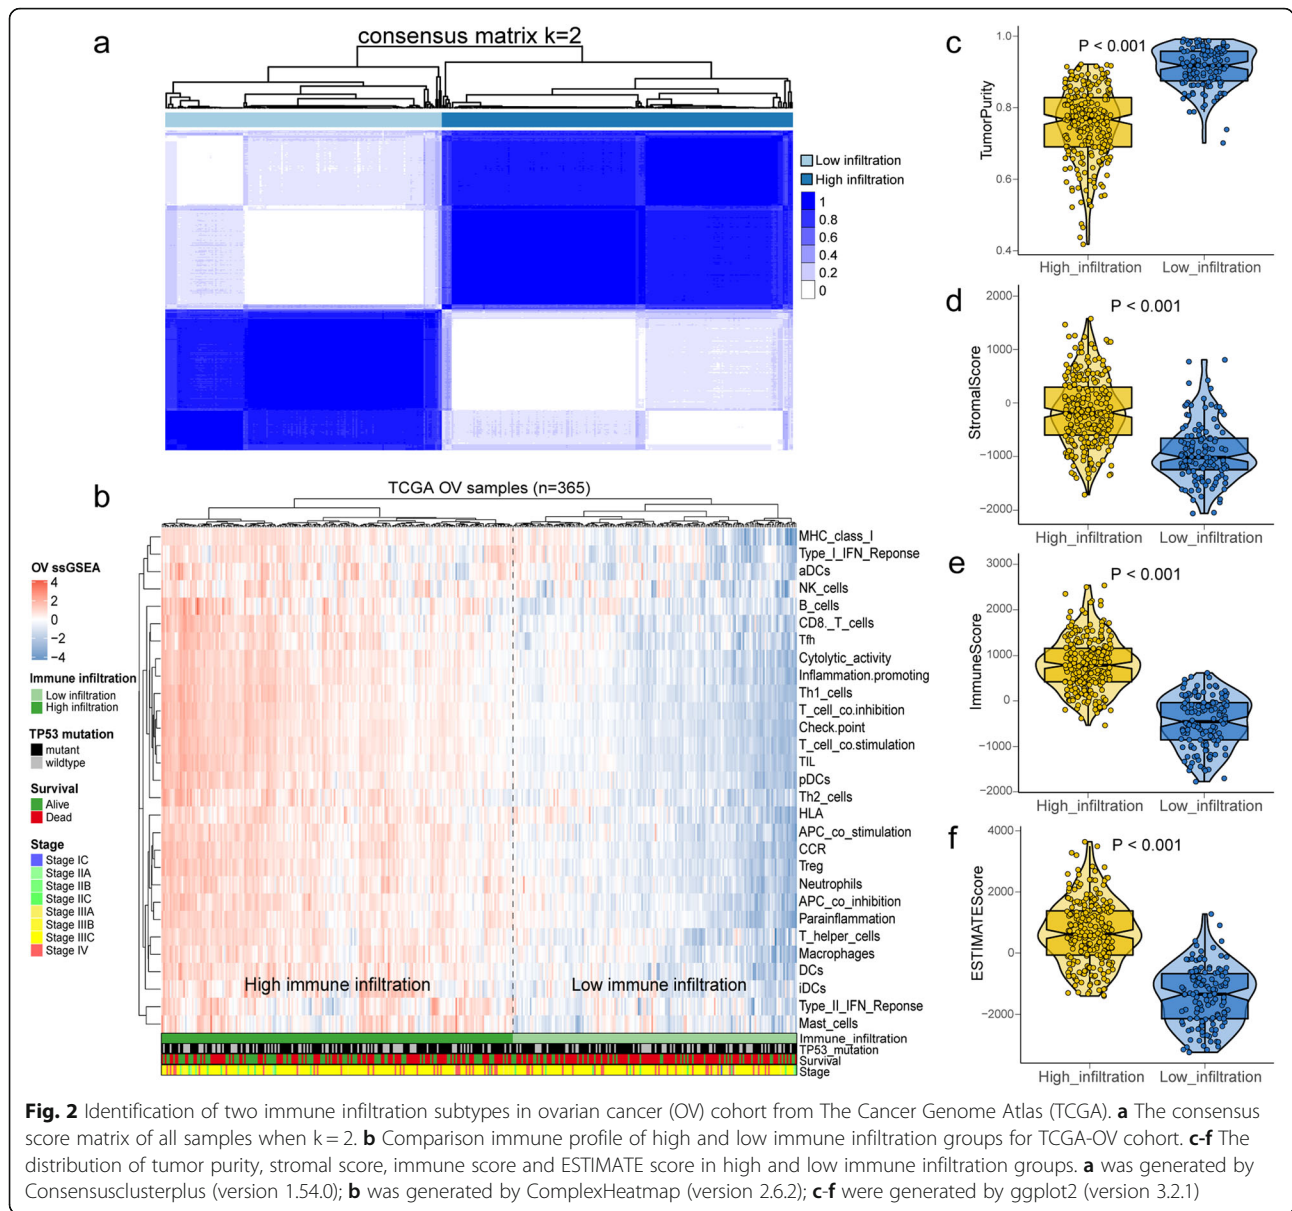 a
consensus matrix k=2
Low infiltration
High infiltration
1
0.8
0.6
0.4
0.2
0
b
TCGA OV samples (n=365)
OV ssGSEA
4
2
0
−2
−4
Immune infiltration
Low infiltration
High infiltration
TP53 mutation
mutant
wildtype
Survival
Alive
Dead
Stage
Stage IC
Stage IIA
Stage IIB
Stage IIC
Stage IIIA
Stage IIIB
Stage IIIC
Stage IV
MHC_class_I
Type_I_IFN_Reponse
aDCs
NK_cells
B_cells
CD8._T_cells
Tfh
Cytolytic_activity
Inflammation.promoting
Th1_cells
T_cell_co.inhibition
Check.point
T_cell_co.stimulation
TIL
pDCs
Th2_cells
HLA
APC_co_stimulation
CCR
Treg
Neutrophils
APC_co_inhibition
Parainflammation
T_helper_cells
Macrophages
DCs
iDCs
Type_II_IFN_Reponse
Mast_cells
Immune_infiltration
TP53_mutation
Survival
Stage
High immune infiltration
Low immune infiltration
c
P < 0.001
TumorPurity
1.0
0.8
0.6
0.4
High_infiltration
Low_infiltration
d
P < 0.001
StromalScore
2000
1000
0
−1000
−2000
High_infiltration
Low_infiltration
e
P < 0.001
ImmuneScore
3000
2000
1000
0
−1000
−2000
High_infiltration
Low_infiltration
f
P < 0.001
ESTIMATEScore
4000
2000
0
−2000
High_infiltration
Low_infiltration
Fig. 2 Identification of two immune infiltration subtypes in ovarian cancer (OV) cohort from The Cancer Genome Atlas (TCGA). a The consensus
score matrix of all samples when k = 2. b Comparison immune profile of high and low immune infiltration groups for TCGA-OV cohort. c-f The
distribution of tumor purity, stromal score, immune score and ESTIMATE score in high and low immune infiltration groups. a was generated by
Consensusclusterplus (version 1.54.0); b was generated by ComplexHeatmap (version 2.6.2); c-f were generated by ggplot2 (version 3.2.1)